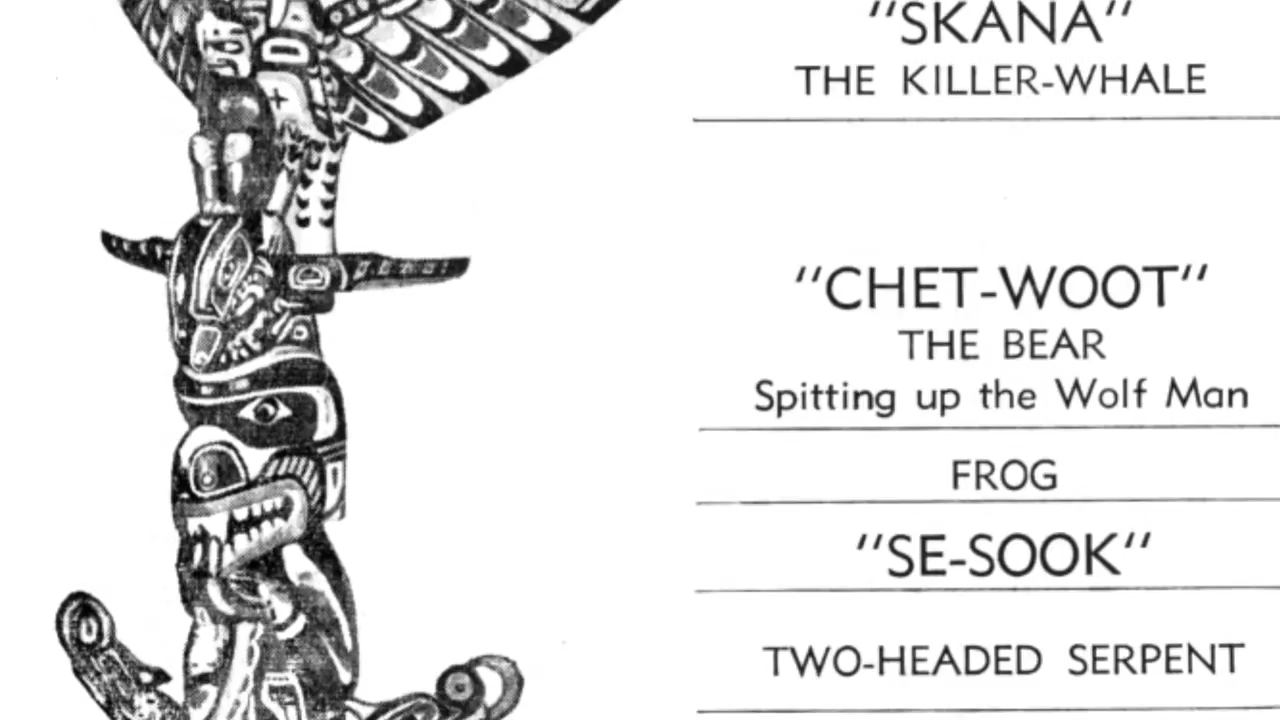 "SKANA"
THE KILLER-WHALE
"CHET-WOOT"
THE BEAR
Spitting up the Wolf Man
FROG
"SE-SOOK"
TWO-HEADED SERPENT